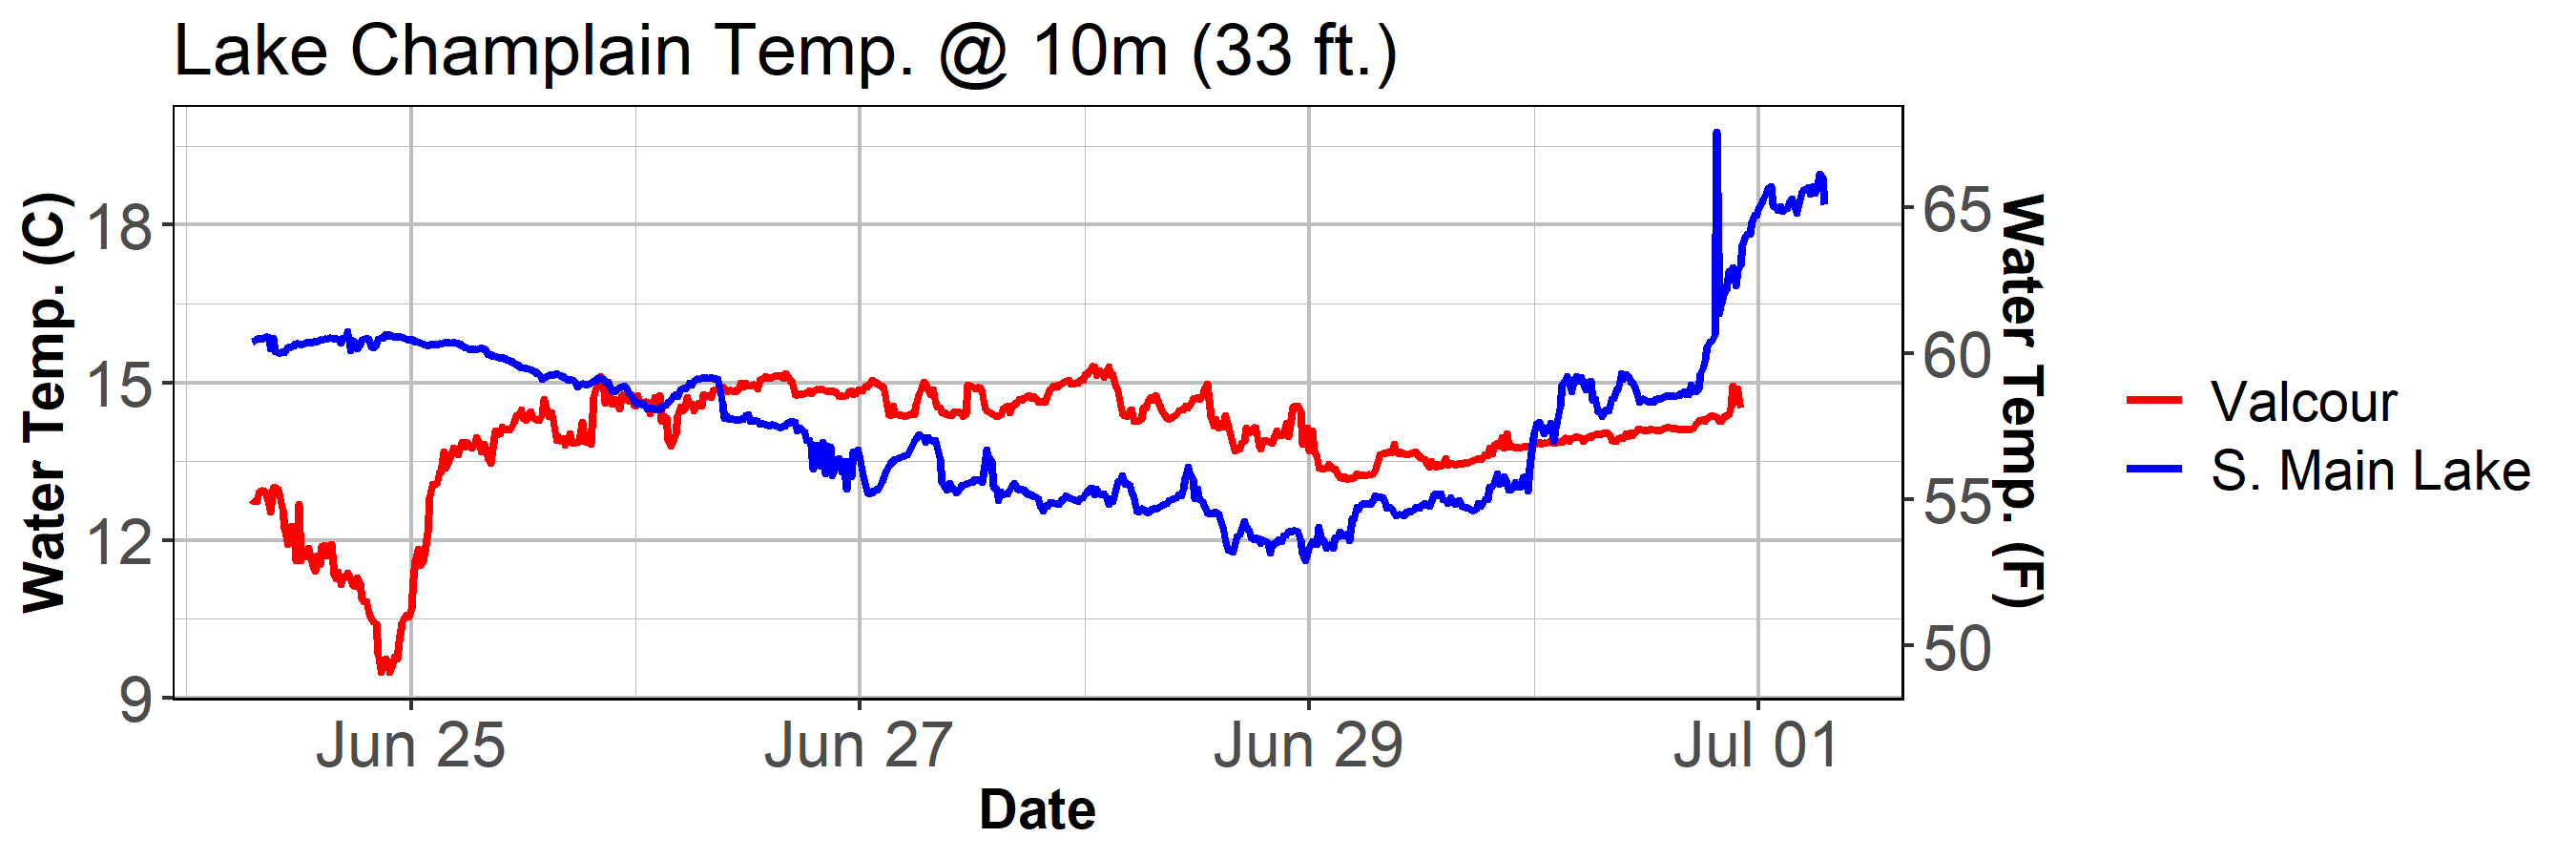 Lake Champlain Temp. @ 10m (33 ft.)
Water Temp. (C)
18
15
12
9
65
60
55
50
Water Temp. (F)
Jun 25 Jun 27 Jun 29 Jul 01
Date
Valcour
S. Main Lake